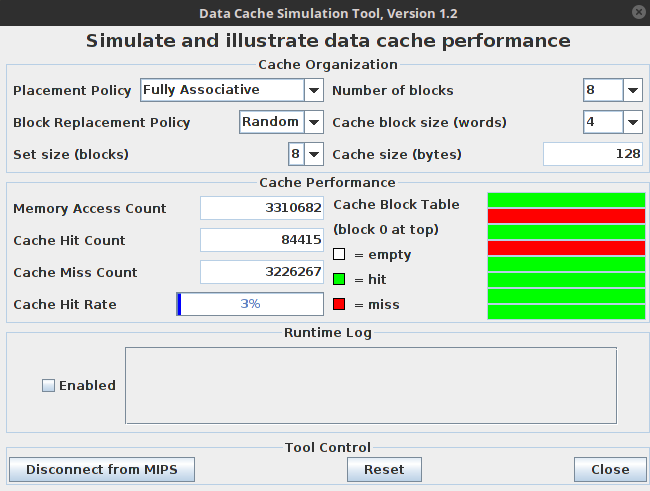 Data Cache Simulation Tool, Version 1.2
Simulate and illustrate data cache performance
Cache Organization
Placement Policy Fully Associative Number of blocks 8
Block Replacement Policy Random Cache block size (words) 4
Set size (blocks) 8 Cache size (bytes) 128
Cache Performance
Memory Access Count 3310682 Cache Block Table
Cache Hit Count 84415 (block 0 at top)
= empty
Cache Miss Count 3226267 = hit
Cache Hit Rate 3% = miss
Runtime Log
Enabled
Tool Control
Disconnect from MIPS Reset Close